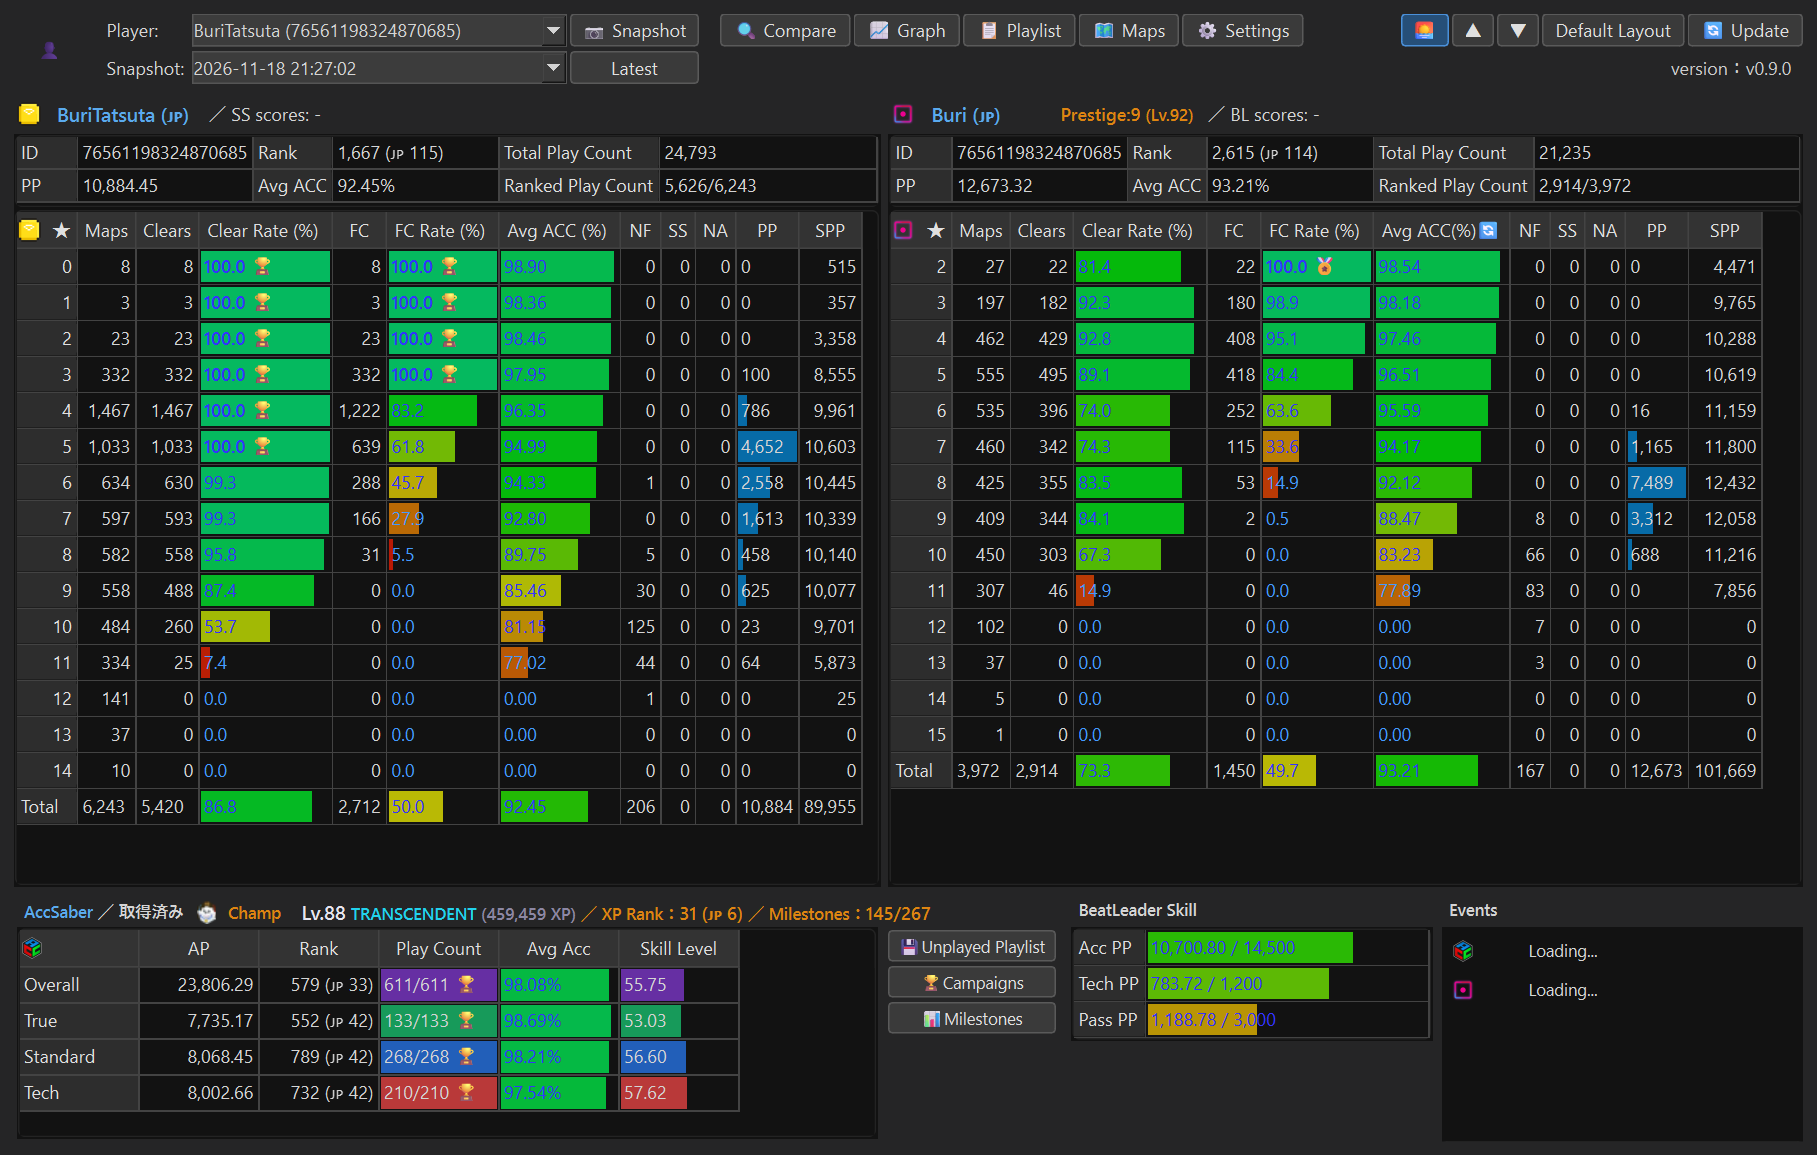 Player: BuriTatsuta (76561198324870685) Snapshot Compare Graph Playlist Maps Settings ▲ ▼ Default Layout Update
Snapshot: 2026-11-18 21:27:02 Latest version：v0.9.0
BuriTatsuta (JP) ／ SS scores: -
ID 76561198324870685 Rank 1,667 (JP 115) Total Play Count 24,793
PP 10,884.45 Avg ACC 92.45% Ranked Play Count 5,626/6,243
★ Maps Clears Clear Rate (%) FC FC Rate (%) Avg ACC (%) NF SS NA PP SPP
0 8 8 100.0 8 100.0 98.90 0 0 0 0 515
1 3 3 100.0 3 100.0 98.36 0 0 0 0 357
2 23 23 100.0 23 100.0 98.46 0 0 0 0 3,358
3 332 332 100.0 332 100.0 97.95 0 0 0 100 8,555
4 1,467 1,467 100.0 1,222 83.2 96.35 0 0 0 786 9,961
5 1,033 1,033 100.0 639 61.8 94.99 0 0 0 4,652 10,603
6 634 630 99.3 288 45.7 94.33 1 0 0 2,558 10,445
7 597 593 99.3 166 27.9 92.80 0 0 0 1,613 10,339
8 582 558 95.8 31 5.5 89.75 5 0 0 458 10,140
9 558 488 87.4 0 0.0 85.46 30 0 0 625 10,077
10 484 260 53.7 0 0.0 81.15 125 0 0 23 9,701
11 334 25 7.4 0 0.0 77.02 44 0 0 64 5,873
12 141 0 0.0 0 0.0 0.00 1 0 0 0 25
13 37 0 0.0 0 0.0 0.00 0 0 0 0 0
14 10 0 0.0 0 0.0 0.00 0 0 0 0 0
Total 6,243 5,420 86.8 2,712 50.0 92.45 206 0 0 10,884 89,955
Buri (JP) Prestige:9 (Lv.92) ／ BL scores: -
ID 76561198324870685 Rank 2,615 (JP 114) Total Play Count 21,235
PP 12,673.32 Avg ACC 93.21% Ranked Play Count 2,914/3,972
★ Maps Clears Clear Rate (%) FC FC Rate (%) Avg ACC(%) NF SS NA PP SPP
2 27 22 81.4 22 100.0 98.54 0 0 0 0 4,471
3 197 182 92.3 180 98.9 98.18 0 0 0 0 9,765
4 462 429 92.8 408 95.1 97.46 0 0 0 0 10,288
5 555 495 89.1 418 84.4 96.51 0 0 0 0 10,619
6 535 396 74.0 252 63.6 95.59 0 0 0 16 11,159
7 460 342 74.3 115 33.6 94.17 0 0 0 1,165 11,800
8 425 355 83.5 53 14.9 92.12 0 0 0 7,489 12,432
9 409 344 84.1 2 0.5 88.47 8 0 0 3,312 12,058
10 450 303 67.3 0 0.0 83.23 66 0 0 688 11,216
11 307 46 14.9 0 0.0 77.89 83 0 0 0 7,856
12 102 0 0.0 0 0.0 0.00 7 0 0 0 0
13 37 0 0.0 0 0.0 0.00 3 0 0 0 0
14 5 0 0.0 0 0.0 0.00 0 0 0 0 0
15 1 0 0.0 0 0.0 0.00 0 0 0 0 0
Total 3,972 2,914 73.3 1,450 49.7 93.21 167 0 0 12,673 101,669
AccSaber ／ 取得済み Champ Lv.88 TRANSCENDENT (459,459 XP) ／ XP Rank：31 (JP 6) ／ Milestones：145/267
AP Rank Play Count Avg Acc Skill Level
Overall 23,806.29 579 (JP 33) 611/611 98.08% 55.75
True 7,735.17 552 (JP 42) 133/133 98.69% 53.03
Standard 8,068.45 789 (JP 42) 268/268 98.21% 56.60
Tech 8,002.66 732 (JP 42) 210/210 97.54% 57.62
Unplayed Playlist
Campaigns
Milestones
BeatLeader Skill
Acc PP 10,700.80 / 14,500
Tech PP 783.72 / 1,200
Pass PP 1,188.78 / 3,000
Events
Loading...
Loading...